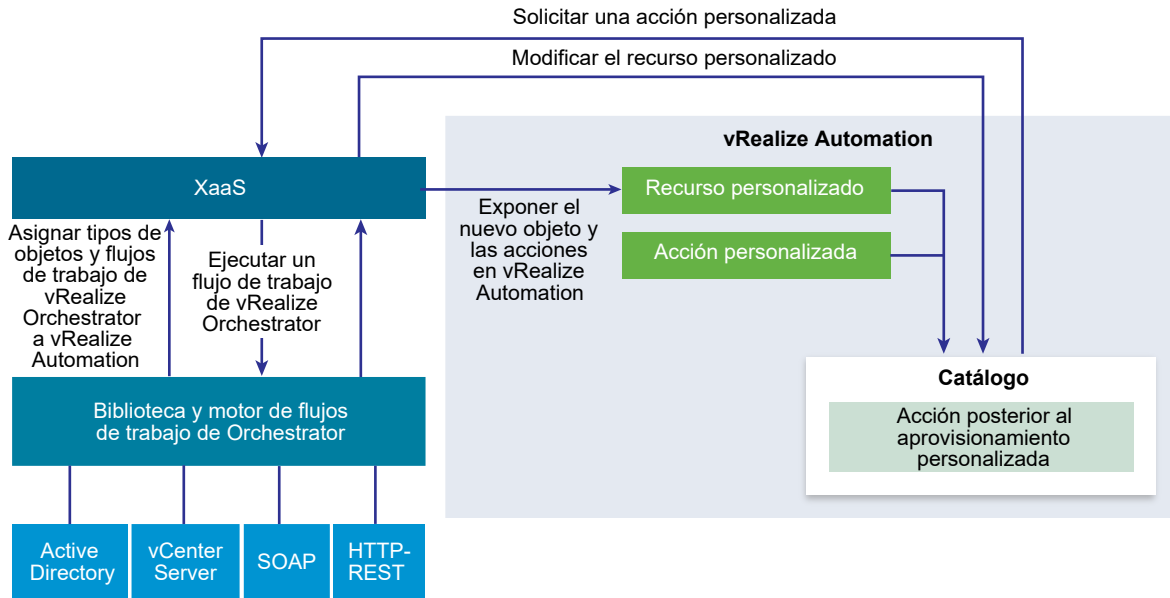 Solicitar una acción personalizada
Modificar el recurso personalizado
vRealize Automation
XaaS
Recurso personalizado
Acción personalizada
Exponer el
nuevo objeto y
las acciones
en vRealize
Automation
Asignar tipos de
objetos y flujos
de trabajo de
vRealize
Orchestrator
a vRealize
Automation
Ejecutar un
flujo de trabajo
de vRealize
Orchestrator
Catálogo
Acción posterior al
aprovisionamiento
personalizada
Biblioteca y motor de flujos
de trabajo de Orchestrator
Active
Directory
vCenter
Server
SOAP
HTTP-
REST